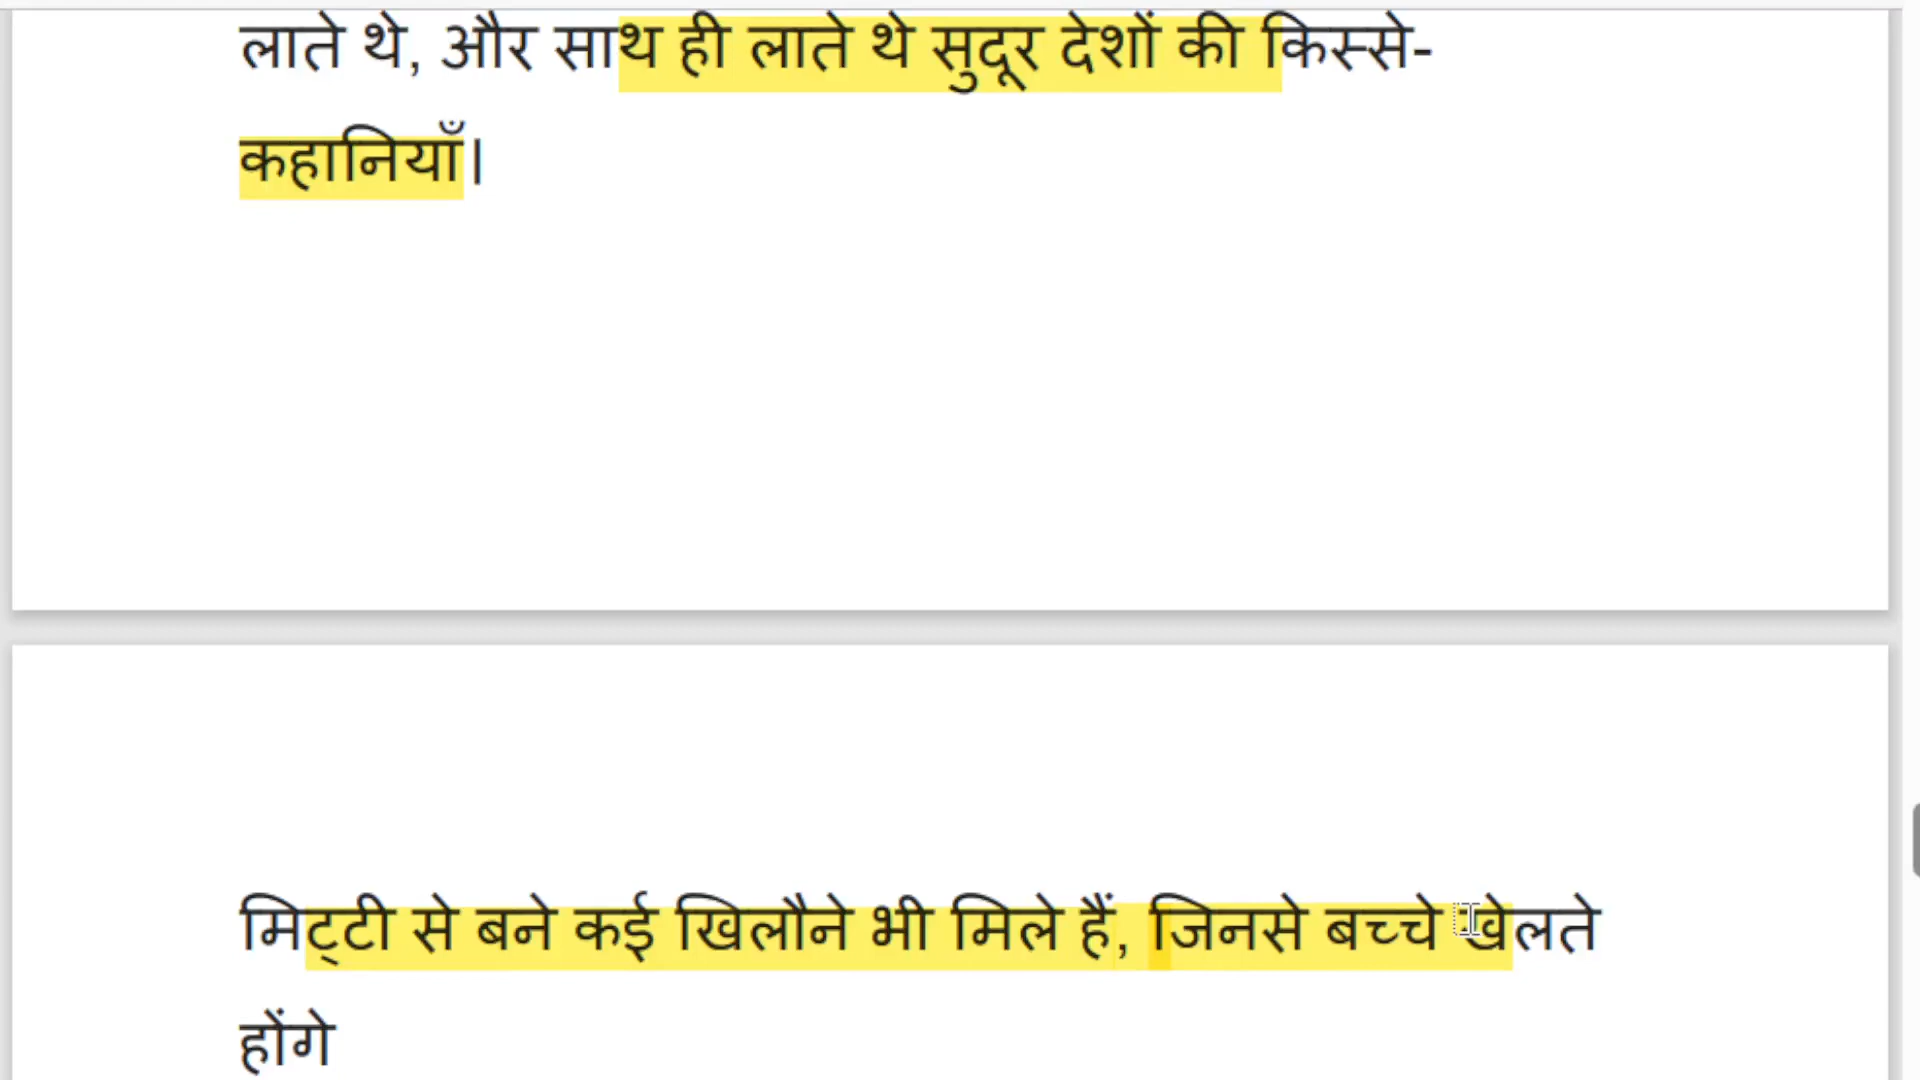 लाते थे, और साथ ही लाते थे सुदूर देशों की किस्से-
कहानियाँ।
मिट्टी से बने कई खिलौने भी मिले हैं, जिनसे बच्चे खेलते
होंगे